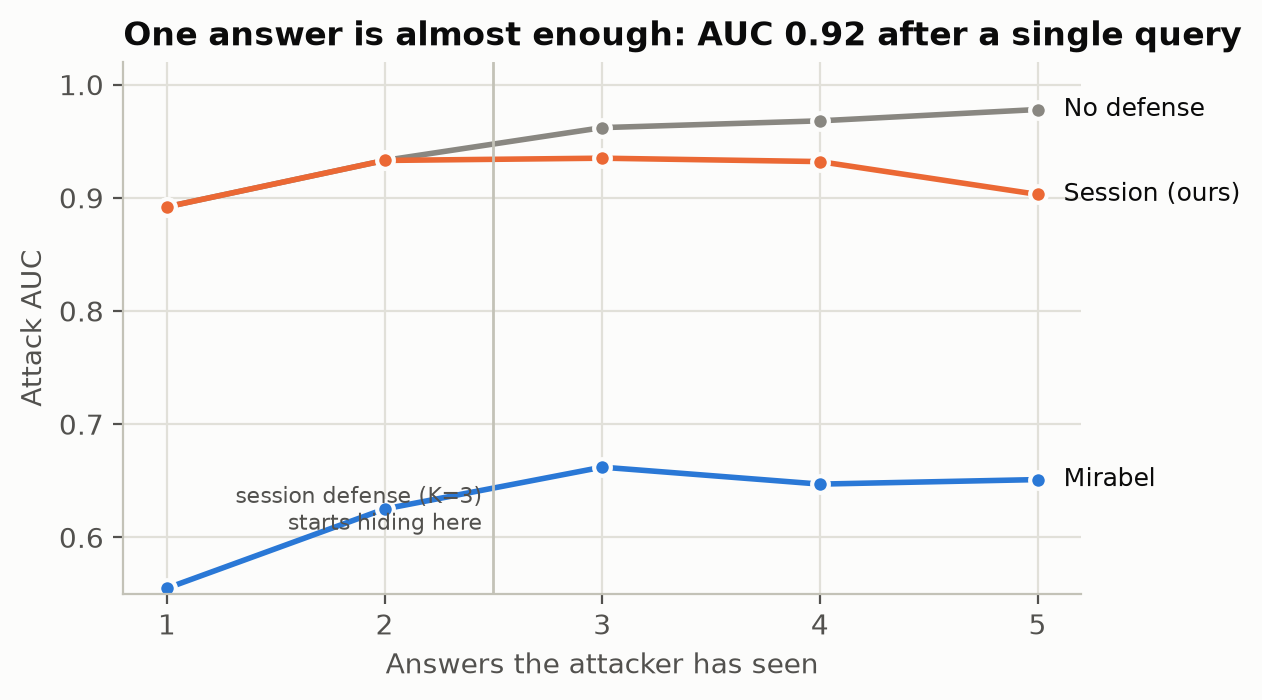 One answer is almost enough: AUC 0.92 after a single query
1.0
0.9
0.8
0.7
0.6
Attack AUC
No defense
Session (ours)
Mirabel
session defense (K=3)
starts hiding here
1 2 3 4 5
Answers the attacker has seen